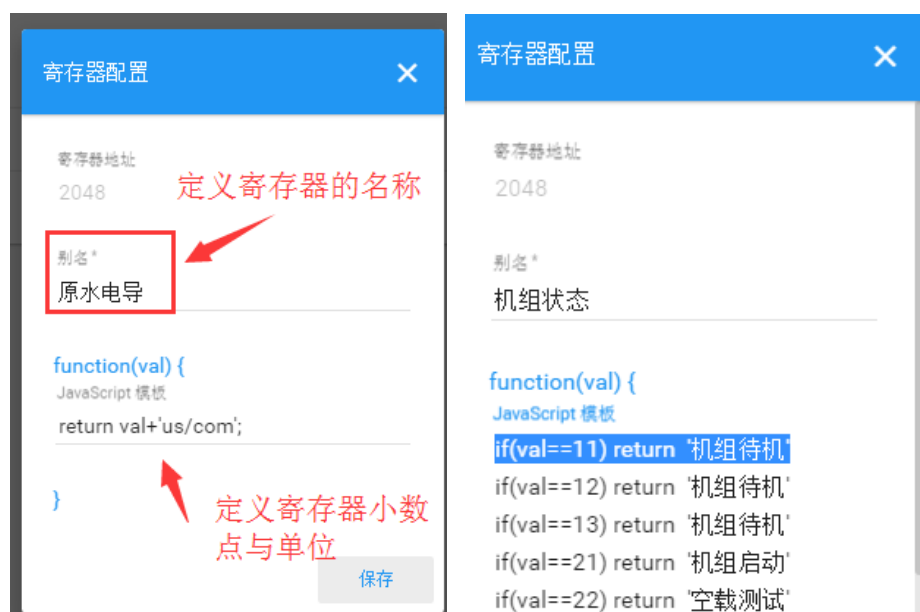 寄存器配置
寄存器地址
2048
定义寄存器的名称
别名*
原水电导
function(val) {
JavaScript 模板
return val+'us/com';
}
定义寄存器小数
点与单位
保存
寄存器配置
寄存器地址
2048
别名*
机组状态
function(val) {
JavaScript 模板
if(val==11) return '机组待机'
if(val==12) return '机组待机'
if(val==13) return '机组待机'
if(val==21) return '机组启动'
if(val==22) return '空载测试'